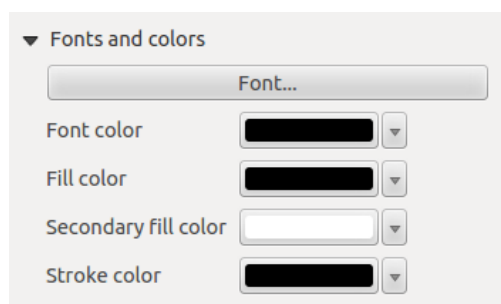 Fonts and colors
Font...
Font color
Fill color
Secondary fill color
Stroke color